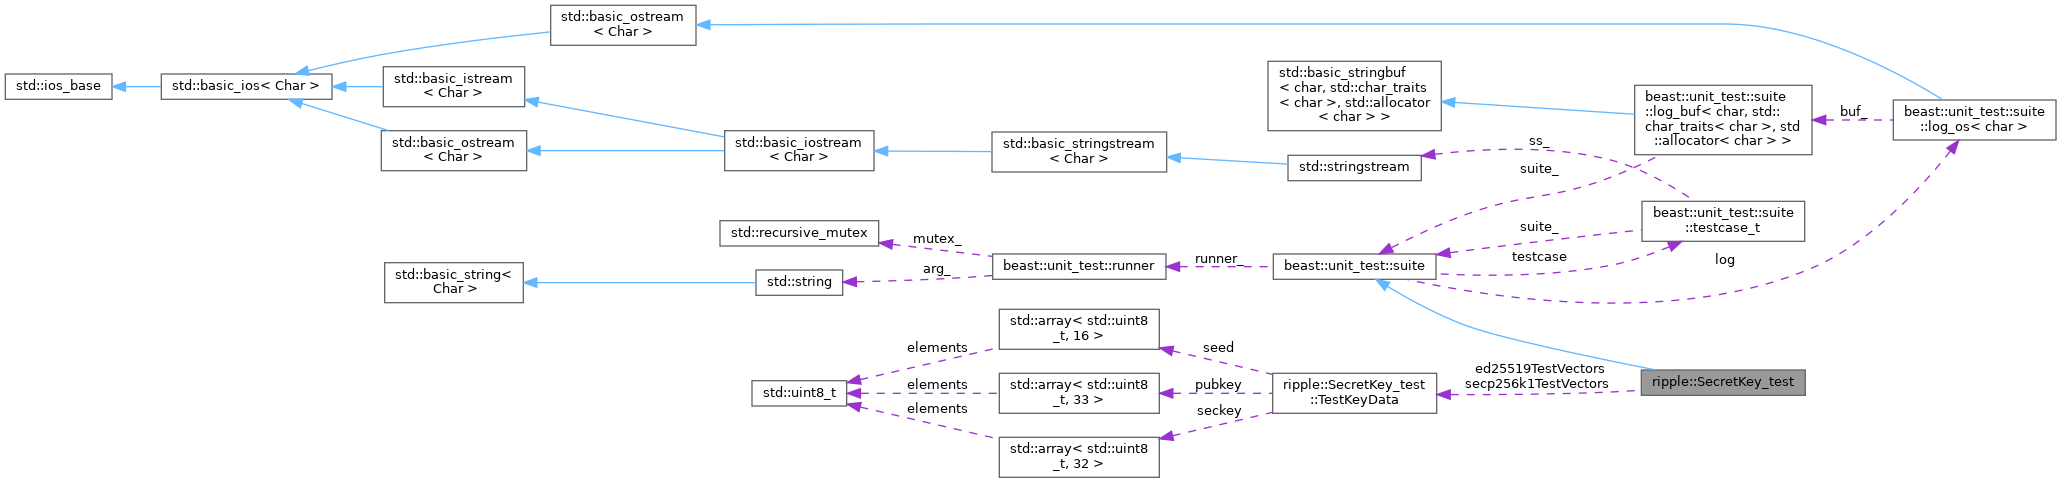 std::basic_ostream
< Char >
std::ios_base
std::basic_ios< Char >
std::basic_istream
< Char >
std::basic_ostream
< Char >
std::basic_iostream
< Char >
std::basic_stringstream
< Char >
std::basic_stringbuf
< char, std::char_traits
< char >, std::allocator
< char > >
std::stringstream
beast::unit_test::suite
::log_buf< char, std::
char_traits< char >, std
::allocator< char > >
buf_
beast::unit_test::suite
::log_os< char >
ss_
suite_
beast::unit_test::suite
::testcase_t
suite_
testcase
log
std::recursive_mutex
mutex_
std::basic_string<
Char >
std::string
arg_
beast::unit_test::runner
runner_
beast::unit_test::suite
std::array< std::uint8
_t, 16 >
elements
seed
std::uint8_t
elements
std::array< std::uint8
_t, 33 >
pubkey
elements
std::array< std::uint8
_t, 32 >
seckey
ripple::SecretKey_test
::TestKeyData
ed25519TestVectors
secp256k1TestVectors
ripple::SecretKey_test